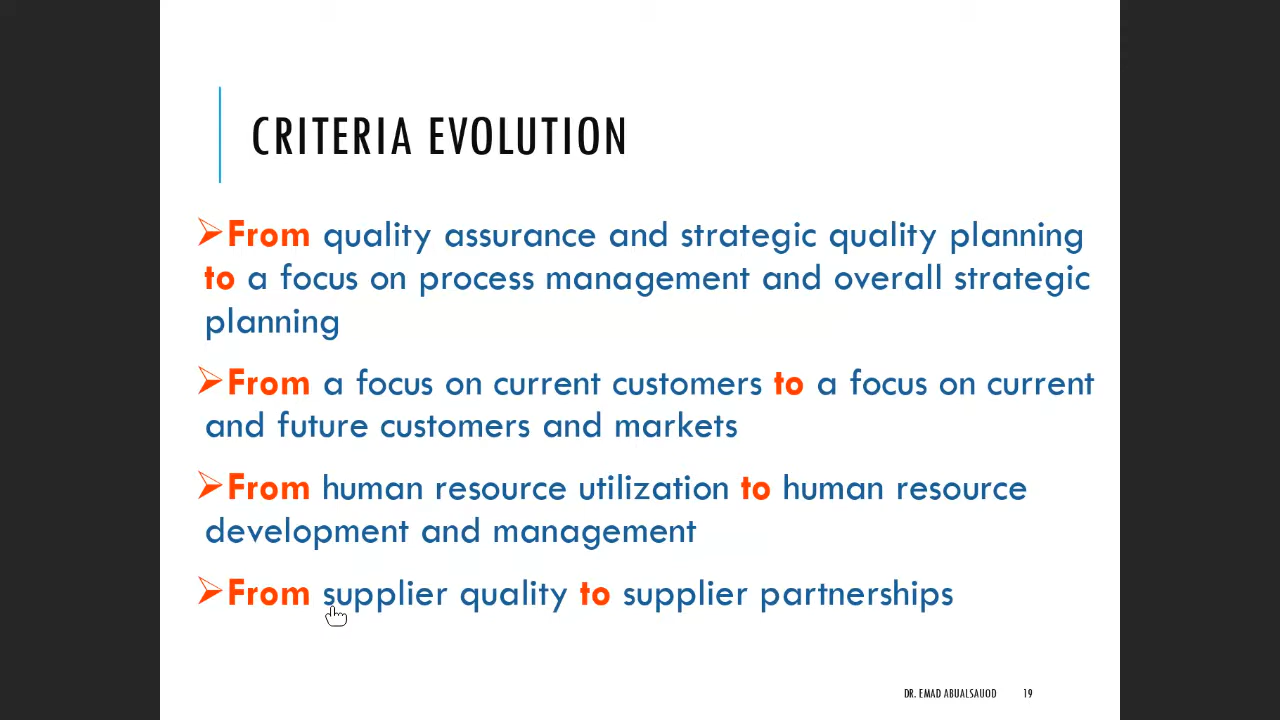 CRITERIA EVOLUTION
From quality assurance and strategic quality planning
to a focus on process management and overall strategic
planning
From a focus on current customers to a focus on current
and future customers and markets
From human resource utilization to human resource
development and management
From supplier quality to supplier partnerships
DR. EMAD ABUALSAUOD 19